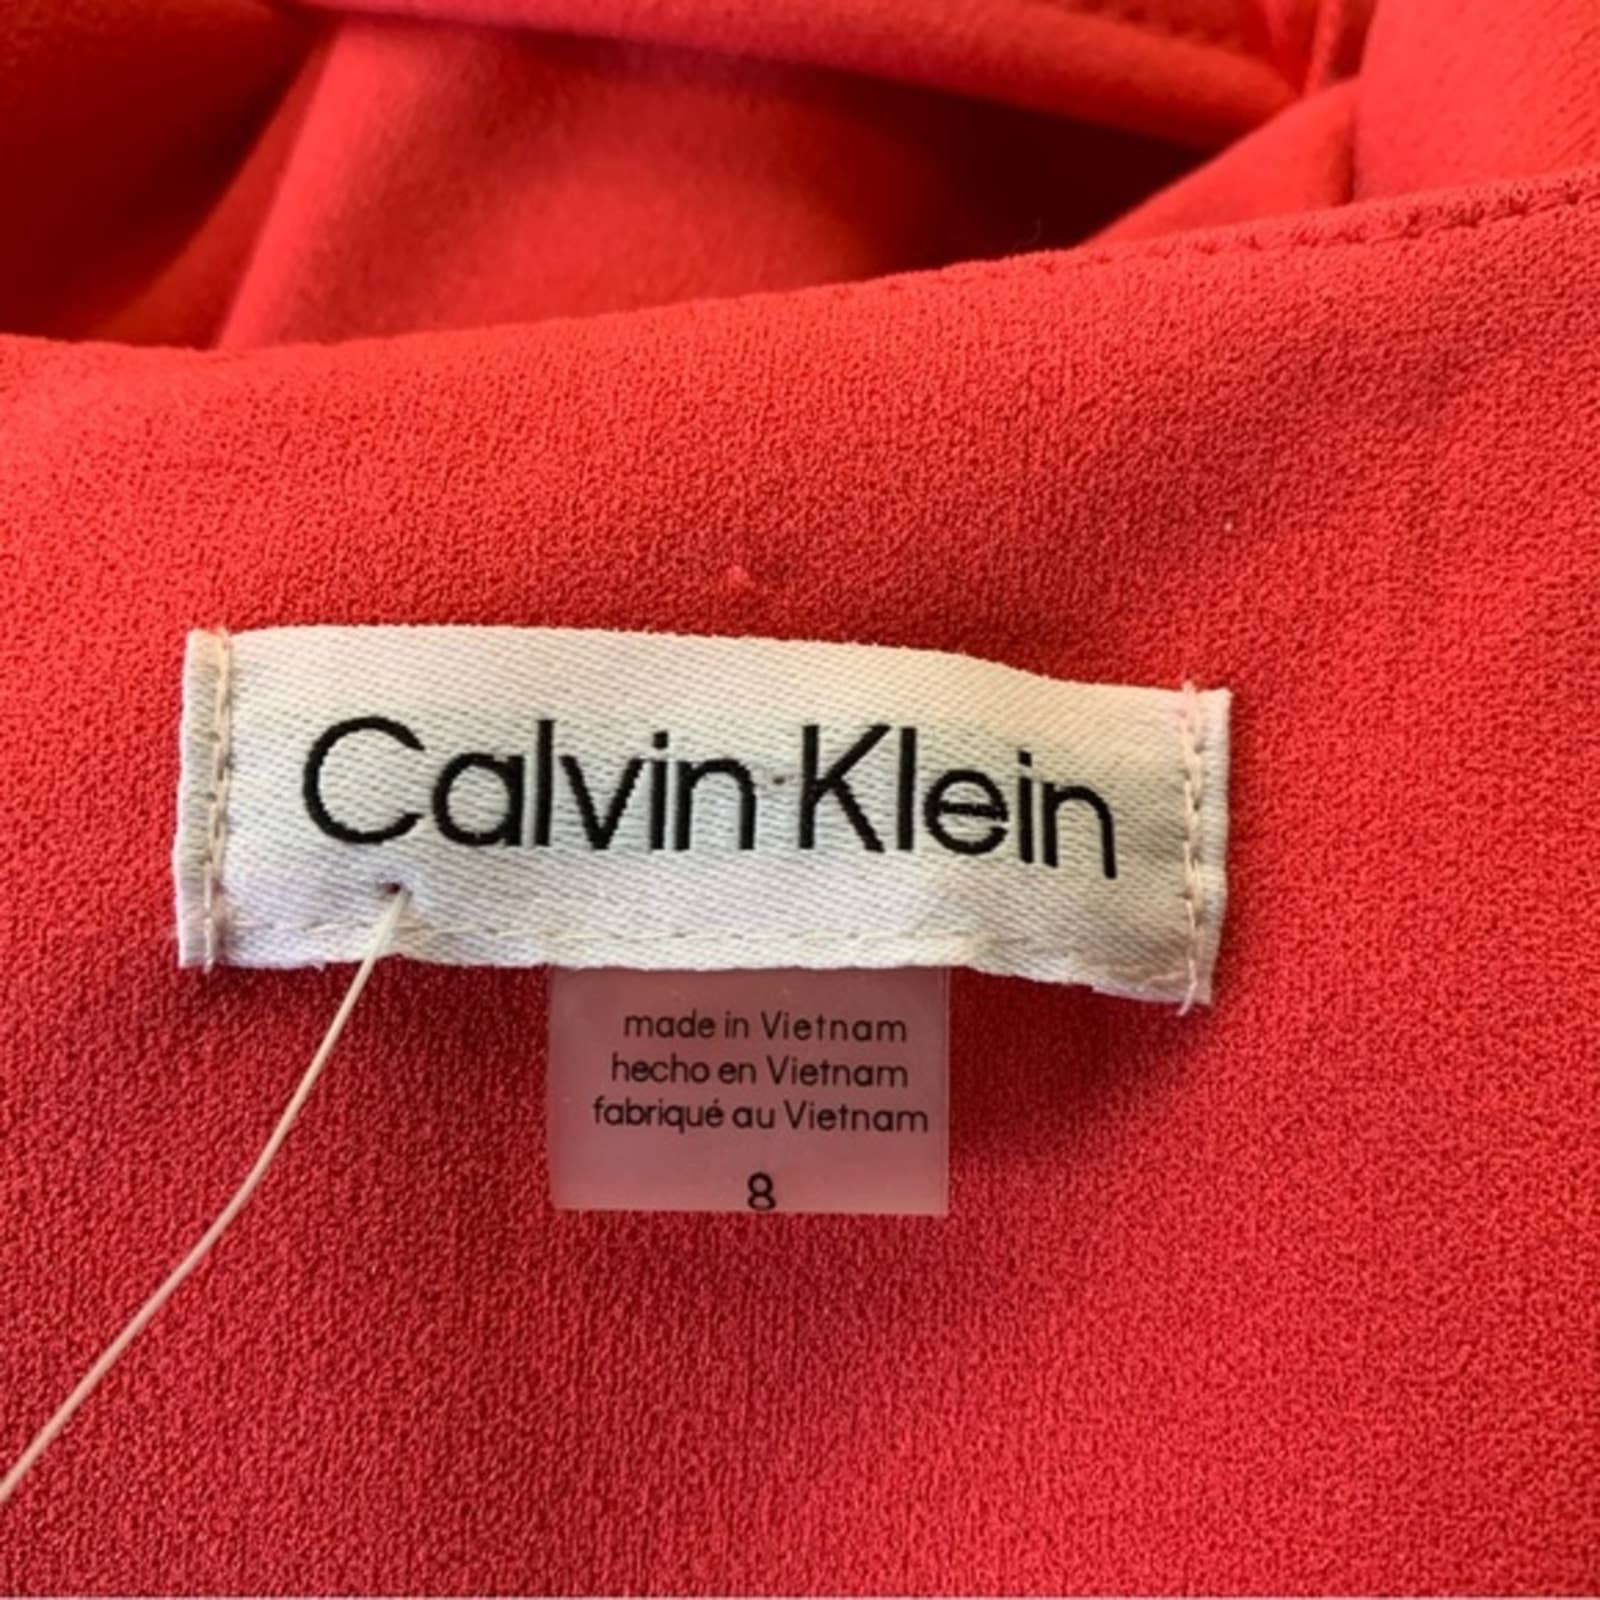 Calvin Klein
made in Vietnam
hecho en Vietnam
fabriqué au Vietnam
8